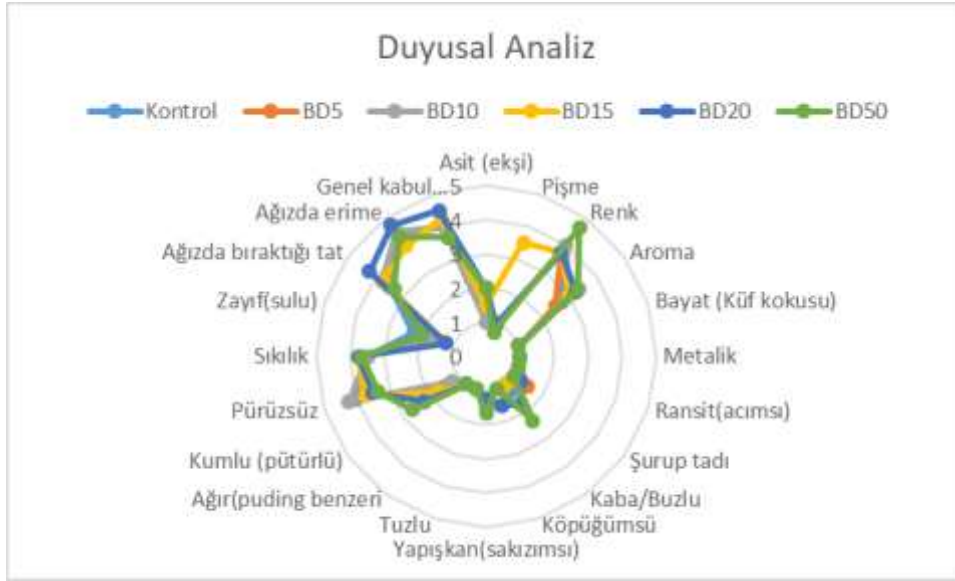 Duyusal Analiz
Kontrol BD5 BD10 BD15 BD20 BD50
Asit (ekşi)
Pişme
Renk
Aroma
Bayat (Küf kokusu)
Metalik
Ransit(acımsı)
Şurup tadı
Kaba/Buzlu
Köpüğümsü
Yapışkan(sakızımsı)
Tuzlu
Ağır(puding benzeri
Kumlu (pütürlü)
Pürüzsüz
Sıkılık
Zayıf(sulu)
Ağızda bıraktığı tat
Ağızda erime
Genel kabul...
5
4
3
2
1
0